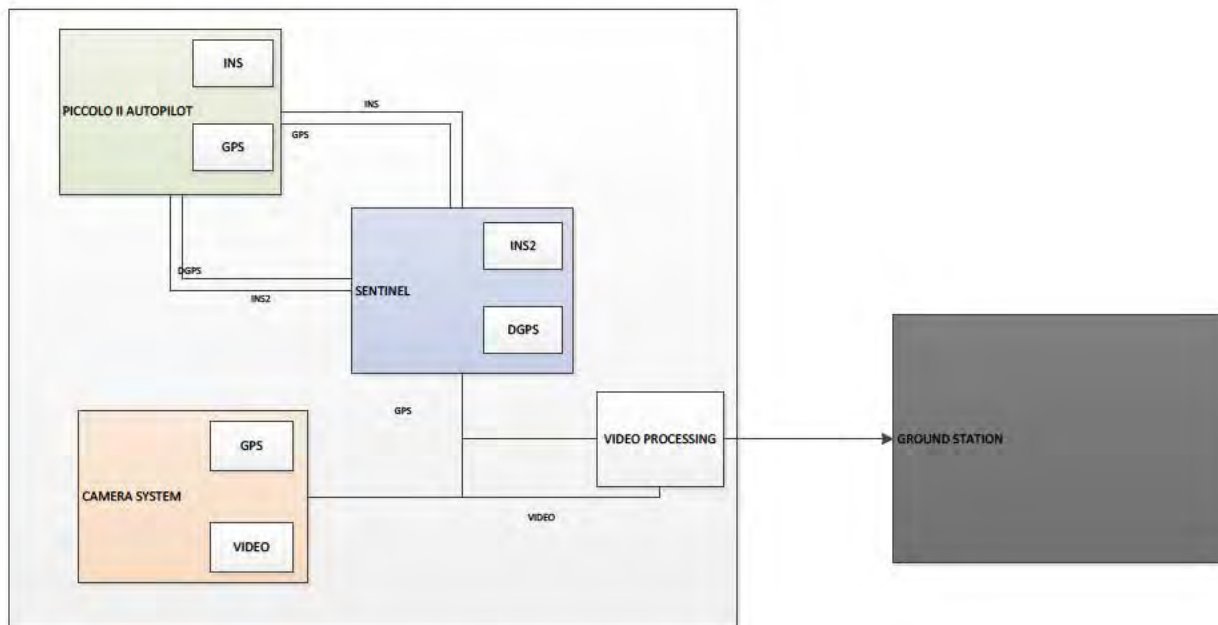 INS
PICCOLO II AUTOPILOT
GPS
INS
GPS
DGPS
INS2
INS2
SENTINEL
DGPS
GPS
VIDEO PROCESSING
GROUND STATION
GPS
CAMERA SYSTEM
VIDEO
VIDEO